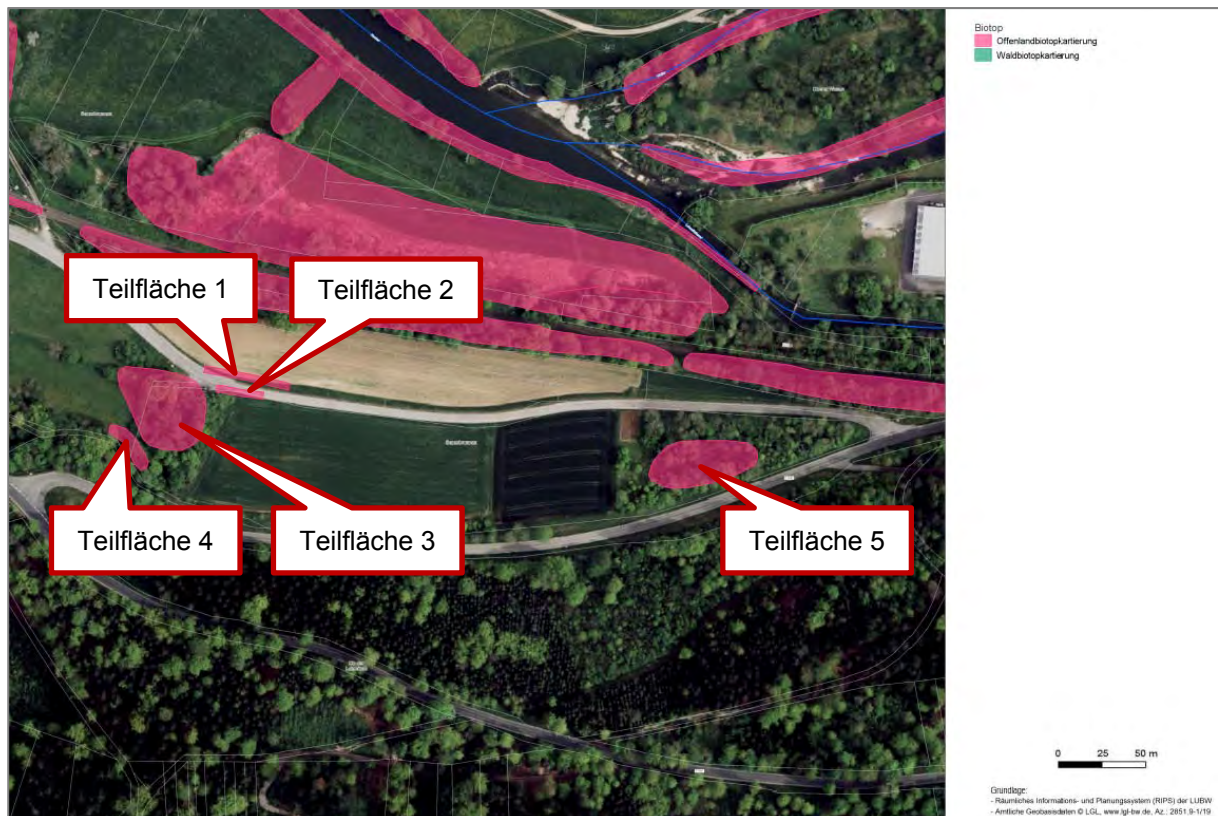 Biotop
Offenlandbiotopkartierung
Waldbiotopkartierung
Teilfläche 1
Teilfläche 2
Teilfläche 4
Teilfläche 3
Teilfläche 5
0 25 50 m
Grundlage:
- Räumliches Informations- und Planungssystem (RIPS) der LUBW
- Amtliche Geobasisdaten © LGL, www.lgl-bw.de, Az.: 2851.9-1/19